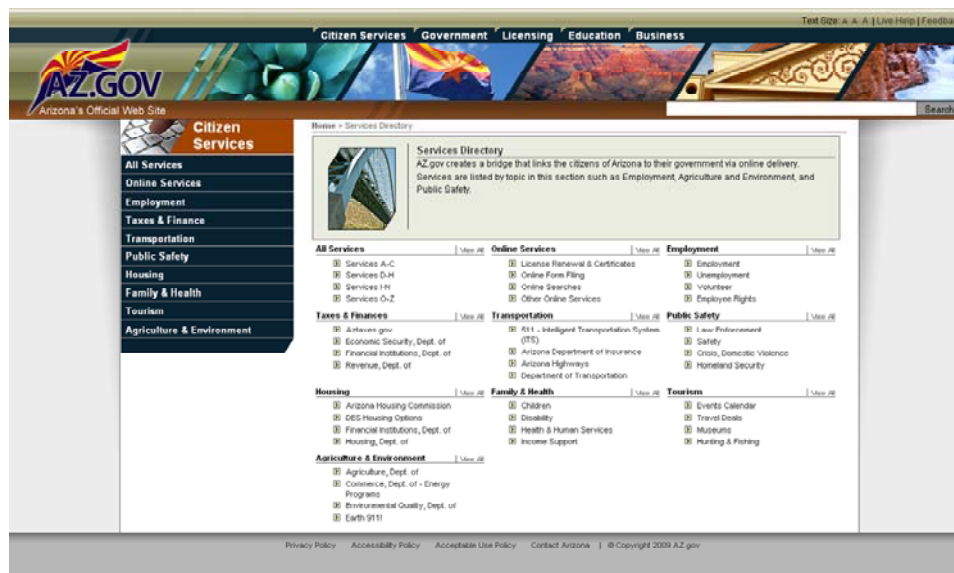 Text Size: A A A | Live Help | Feedba
Citizen Services Government Licensing Education Business
AZ.GOV
Arizona's Official Web Site
Search
Citizen
Services
All Services
Online Services
Employment
Taxes & Finance
Transportation
Public Safety
Housing
Family & Health
Tourism
Agriculture & Environment
Home > Services Directory
Services Directory
AZ.gov creates a bridge that links the citizens of Arizona to their government via online delivery.
Services are listed by topic in this section such as Employment, Agriculture and Environment, and
Public Safety.
All Services | View All
Services A-C
Services D-H
Services I-N
Services O-Z
Online Services | View All
License Renewal & Certificates
Online Form Filing
Online Searches
Other Online Services
Employment | View All
Employment
Unemployment
Volunteer
Employee Rights
Taxes & Finances | View All
Aztaxes.gov
Economic Security, Dept. of
Financial Institutions, Dept. of
Revenue, Dept. of
Transportation | View All
511 - Intelligent Transportation System
(ITS)
Arizona Department of Insurance
Arizona Highways
Department of Transportation
Public Safety | View All
Law Enforcement
Safety
Crisis, Domestic Violence
Homeland Security
Housing | View All
Arizona Housing Commission
DES Housing Options
Financial Institutions, Dept. of
Housing, Dept. of
Family & Health | View All
Children
Disability
Health & Human Services
Income Support
Tourism | View All
Events Calendar
Travel Deals
Museums
Hunting & Fishing
Agriculture & Environment | View All
Agriculture, Dept. of
Commerce, Dept. of - Energy
Programs
Environmental Quality, Dept. of
Earth 911!
Privacy Policy Accessibility Policy Acceptable Use Policy Contact Arizona | © Copyright 2009 AZ.gov